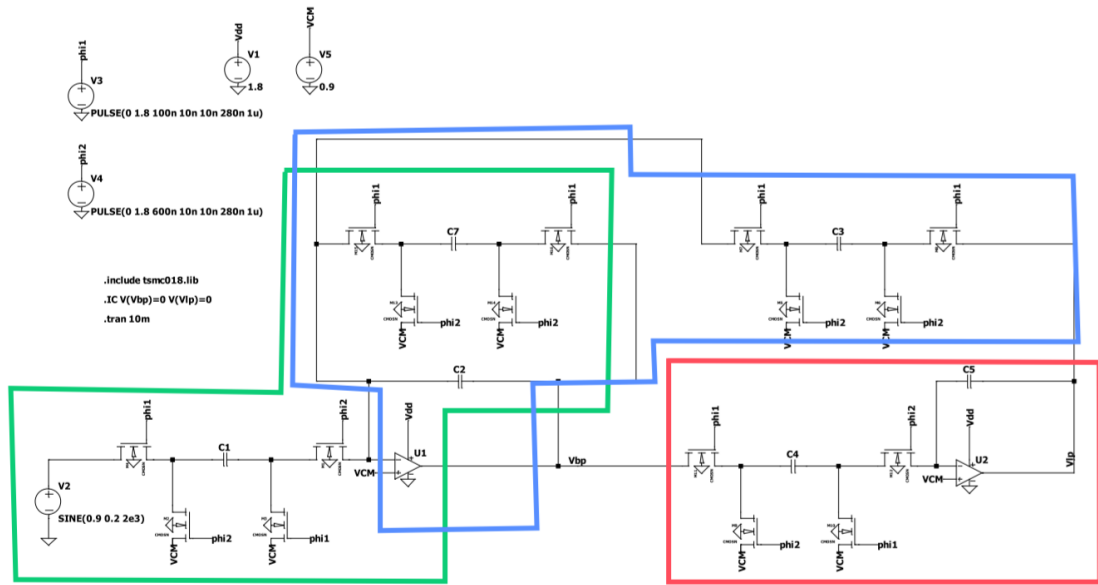 VCM
Vdd
phi1
V3
V1
V5
1.8
0.9
PULSE(0 1.8 100n 10n 10n 280n 1u)
phi2
V4
PULSE(0 1.8 600n 10n 10n 280n 1u)
phi1
phi1
phi1
phi1
C7
C3
.include tsmc018.lib
.IC V(Vbp)=0 V(Vlp)=0
.tran 10m
phi2
phi2
phi2
phi2
VCM
VCM
VCM
VCM
C2
C5
phi1
phi2
Vdd
phi1
phi2
Vdd
C1
U1
C4
U2
VCM
Vbp
VCM
Vlp
V2
SINE(0.9 0.2 2e3)
phi2
phi1
phi2
phi1
VCM
VCM
VCM
VCM